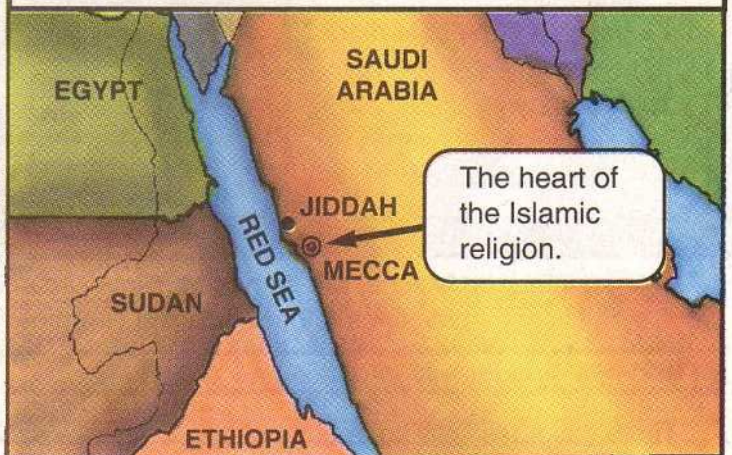 SAUDI
ARABIA
EGYPT
The heart of
the Islamic
religion.
JIDDAH
RED SEA
MECCA
SUDAN
ETHIOPIA